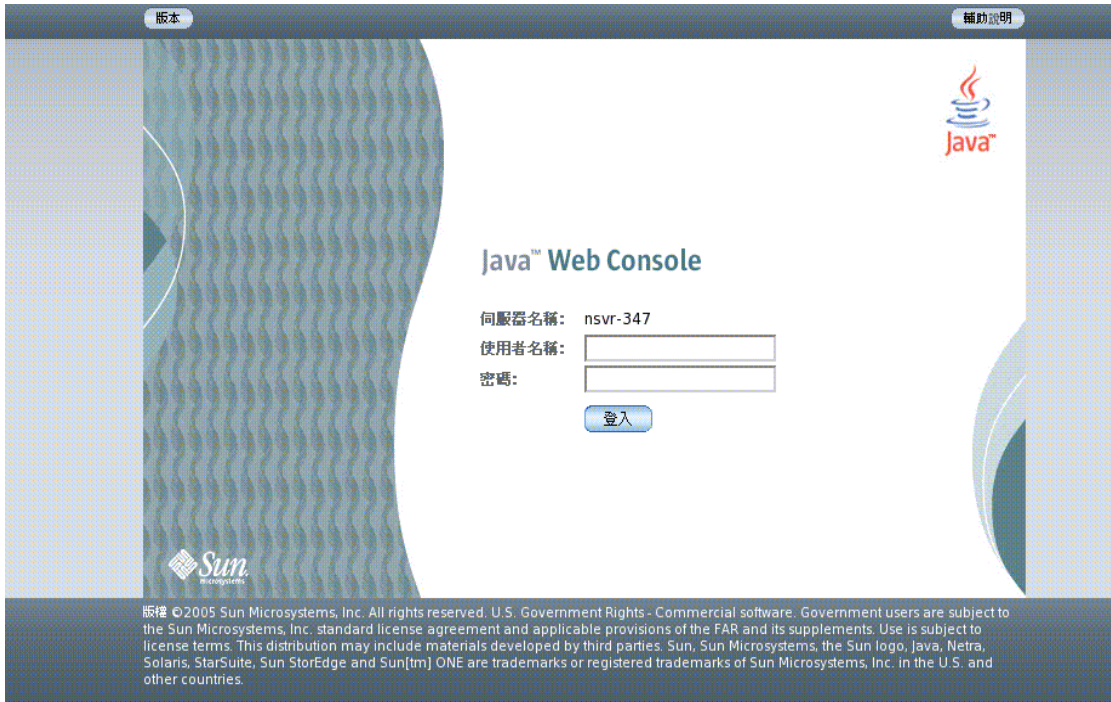 版本
輔助說明
Java™
Java™ Web Console
伺服器名稱: nsvr-347
使用者名稱:
密碼:
登入
Sun
microsystems
版權 ©2005 Sun Microsystems, Inc. All rights reserved. U.S. Government Rights - Commercial software. Government users are subject to
the Sun Microsystems, Inc. standard license agreement and applicable provisions of the FAR and its supplements. Use is subject to
license terms. This distribution may include materials developed by third parties. Sun, Sun Microsystems, the Sun logo, Java, Netra,
Solaris, StarSuite, Sun StorEdge and Sun[tm] ONE are trademarks or registered trademarks of Sun Microsystems, Inc. in the U.S. and
other countries.